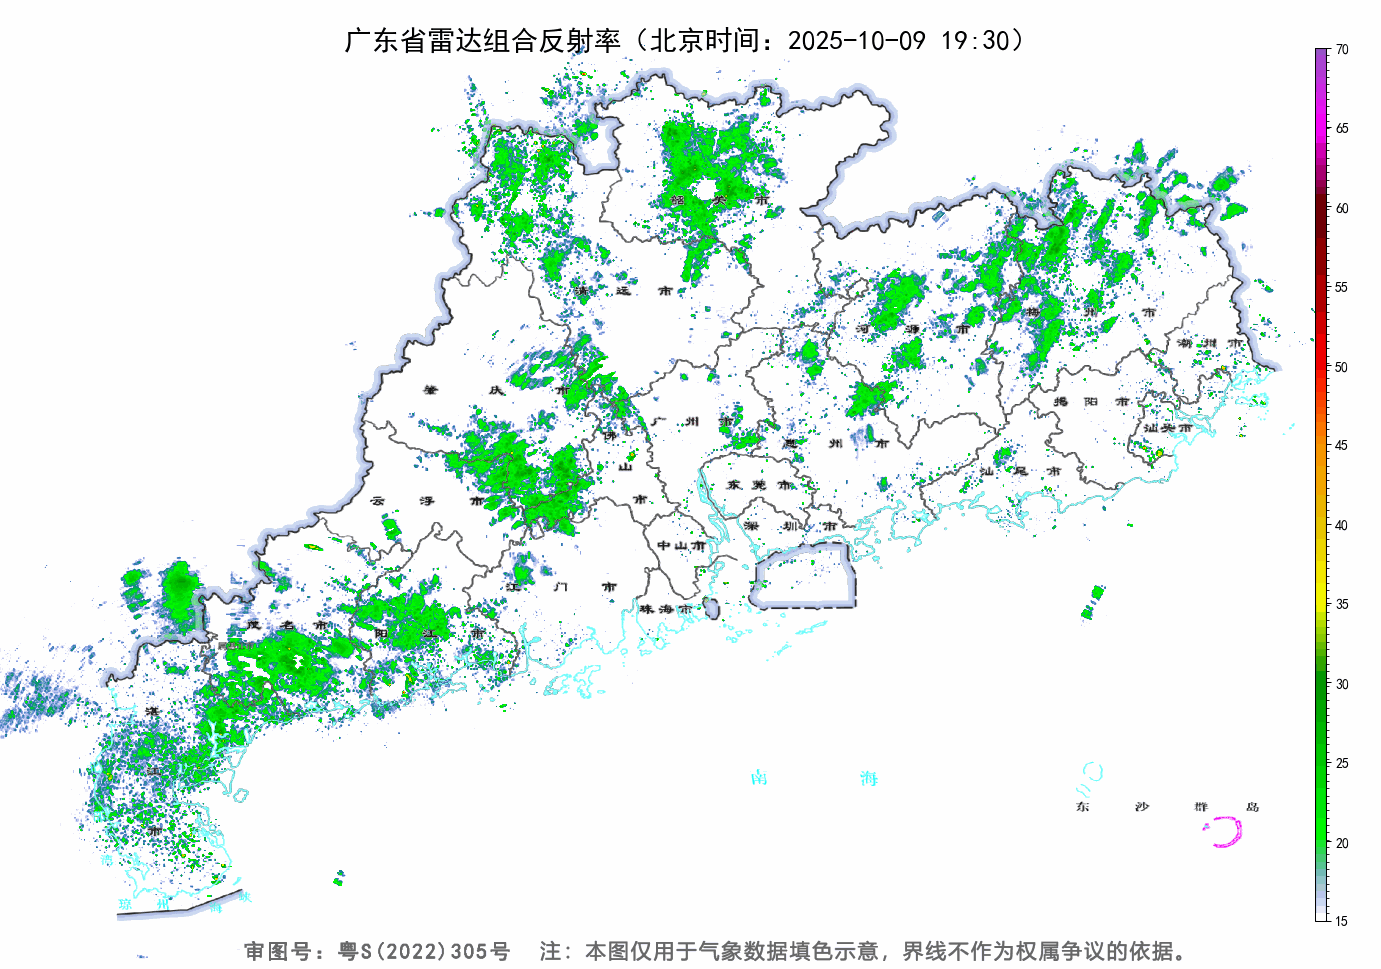 广东省雷达组合反射率（北京时间：2025-10-09 19:30）
70
65
60
55
50
45
40
35
30
25
20
15
韶关市
清远市
河源市
梅州市
潮州市
肇庆市
广州市
揭阳市
佛山市
惠州市
汕头市
东莞市
汕尾市
云浮市
深圳市
中山市
江门市
珠海市
茂名市
阳江市
湛江市
南海
东沙群岛
琼州海峡
审图号：粤S(2022)305号 注：本图仅用于气象数据填色示意，界线不作为权属争议的依据。